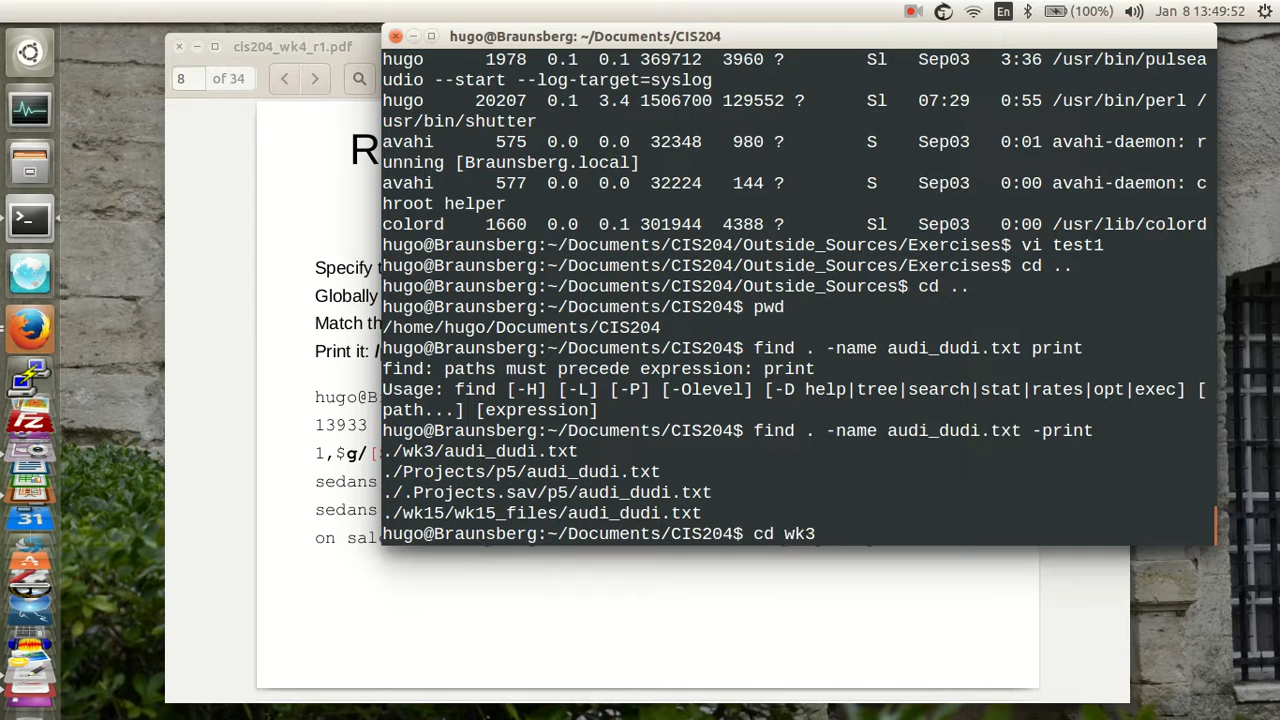 En (100%) Jan 8 13:49:52
cis204_wk4_r1.pdf
hugo@Braunsberg: ~/Documents/CIS204
8 of 34
hugo 1978 0.1 0.1 369712 3960 ? Sl Sep03 3:36 /usr/bin/pulsea
udio --start --log-target=syslog
hugo 20207 0.1 3.4 1506700 129552 ? Sl 07:29 0:55 /usr/bin/perl /
usr/bin/shutter
avahi 575 0.0 0.0 32348 980 ? S Sep03 0:01 avahi-daemon: r
unning [Braunsberg.local]
avahi 577 0.0 0.0 32224 144 ? S Sep03 0:00 avahi-daemon: c
hroot helper
colord 1660 0.0 0.1 301944 4388 ? Sl Sep03 0:00 /usr/lib/colord
hugo@Braunsberg:~/Documents/CIS204/Outside_Sources/Exercises$ vi test1
hugo@Braunsberg:~/Documents/CIS204/Outside_Sources/Exercises$ cd ..
hugo@Braunsberg:~/Documents/CIS204/Outside_Sources$ cd ..
hugo@Braunsberg:~/Documents/CIS204$ pwd
/home/hugo/Documents/CIS204
hugo@Braunsberg:~/Documents/CIS204$ find . -name audi_dudi.txt print
find: paths must precede expression: print
Usage: find [-H] [-L] [-P] [-Olevel] [-D help|tree|search|stat|rates|opt|exec] [
path...] [expression]
hugo@Braunsberg:~/Documents/CIS204$ find . -name audi_dudi.txt -print
./wk3/audi_dudi.txt
./Projects/p5/audi_dudi.txt
./.Projects.sav/p5/audi_dudi.txt
./wk15/wk15_files/audi_dudi.txt
hugo@Braunsberg:~/Documents/CIS204$ cd wk3
R
Specify t
Globally
Match th
Print it:
hugo@B
13933
1,$g/[
sedans
sedans
on sal
31